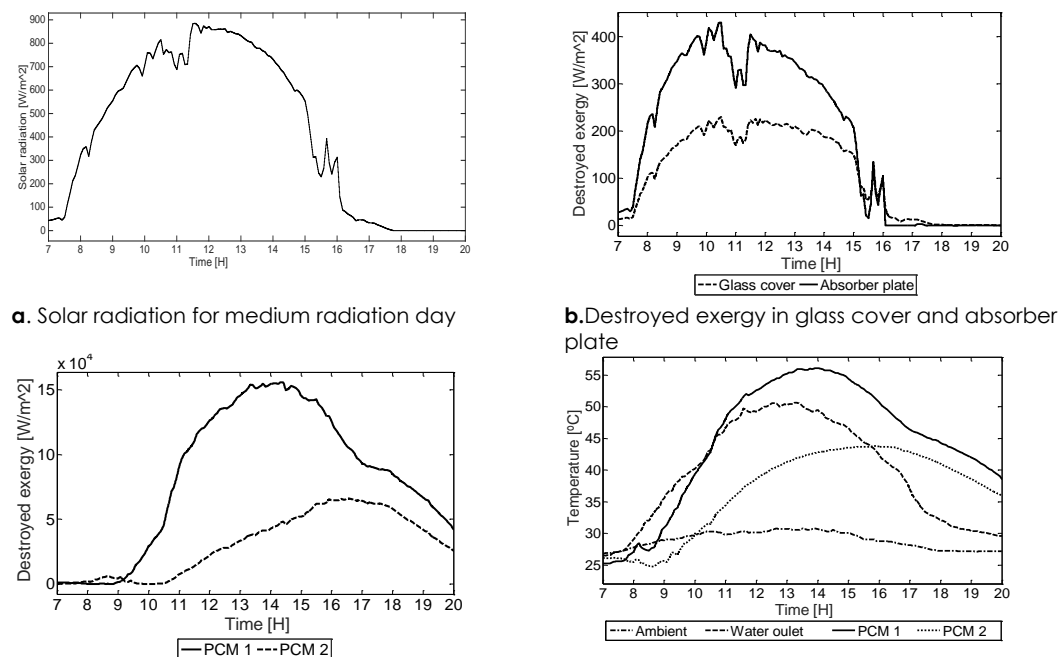 900
800
700
600
500
400
300
200
100
0
Solar radiation [W/m^2]
7 8 9 10 11 12 13 14 15 16 17 18 19 20
Time [H]
a. Solar radiation for medium radiation day
400
300
200
100
0
Destroyed exergy [W/m^2]
7 8 9 10 11 12 13 14 15 16 17 18 19 20
Time [H]
Glass cover Absorber plate
b.Destroyed exergy in glass cover and absorber
plate
x 10^4
15
10
5
0
Destroyed exergy [W/m^2]
7 8 9 10 11 12 13 14 15 16 17 18 19 20
Time [H]
PCM 1 PCM 2
55
50
45
40
35
30
25
Temperature [ºC]
7 8 9 10 11 12 13 14 15 16 17 18 19 20
Time [H]
Ambient Water oulet PCM 1 PCM 2